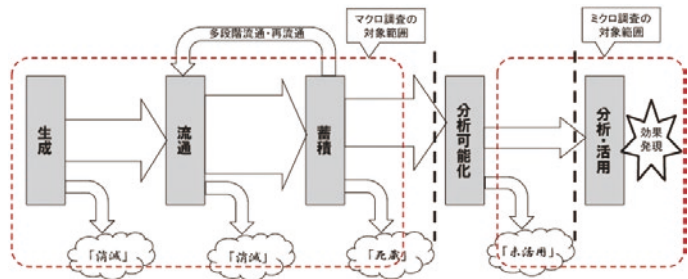 多段階流通・再流通
マクロ調査の
対象範囲
ミクロ調査の
対象範囲
生成
流通
蓄積
分析可能化
分析・活用
効果
発現
「消滅」
「消滅」
「死蔵」
「未活用」